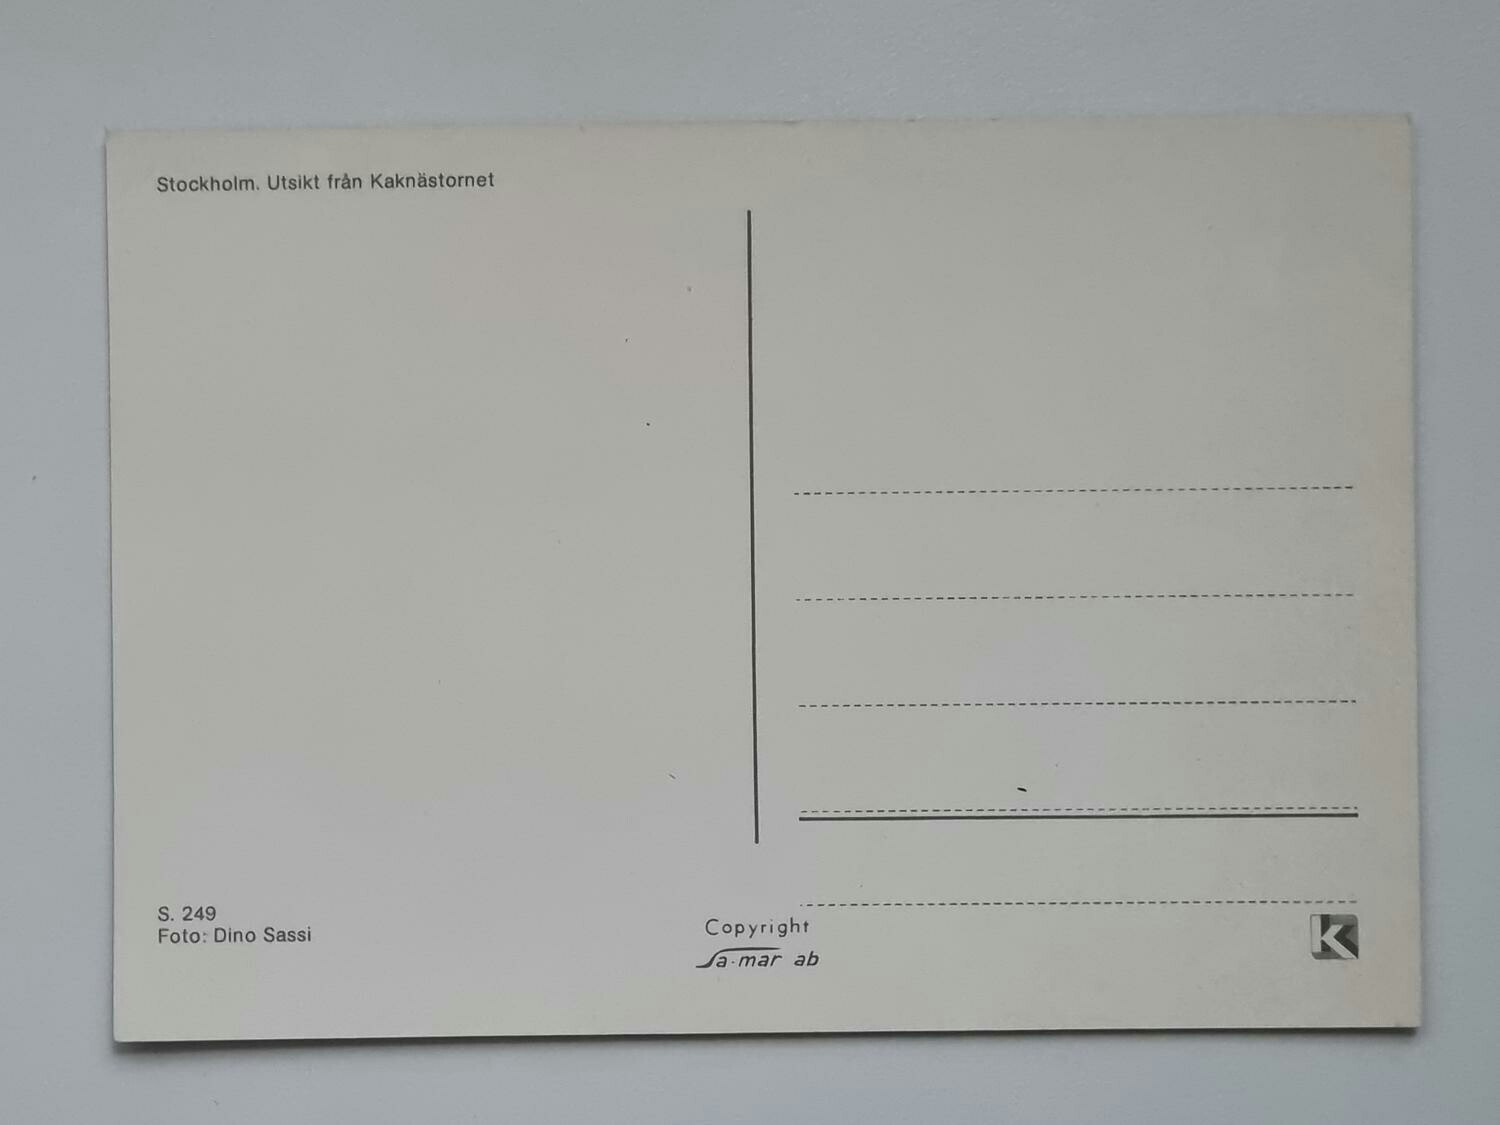 Stockholm. Utsikt från Kaknästornet
S. 249
Foto: Dino Sassi
Copyright
Sa-mar ab
K